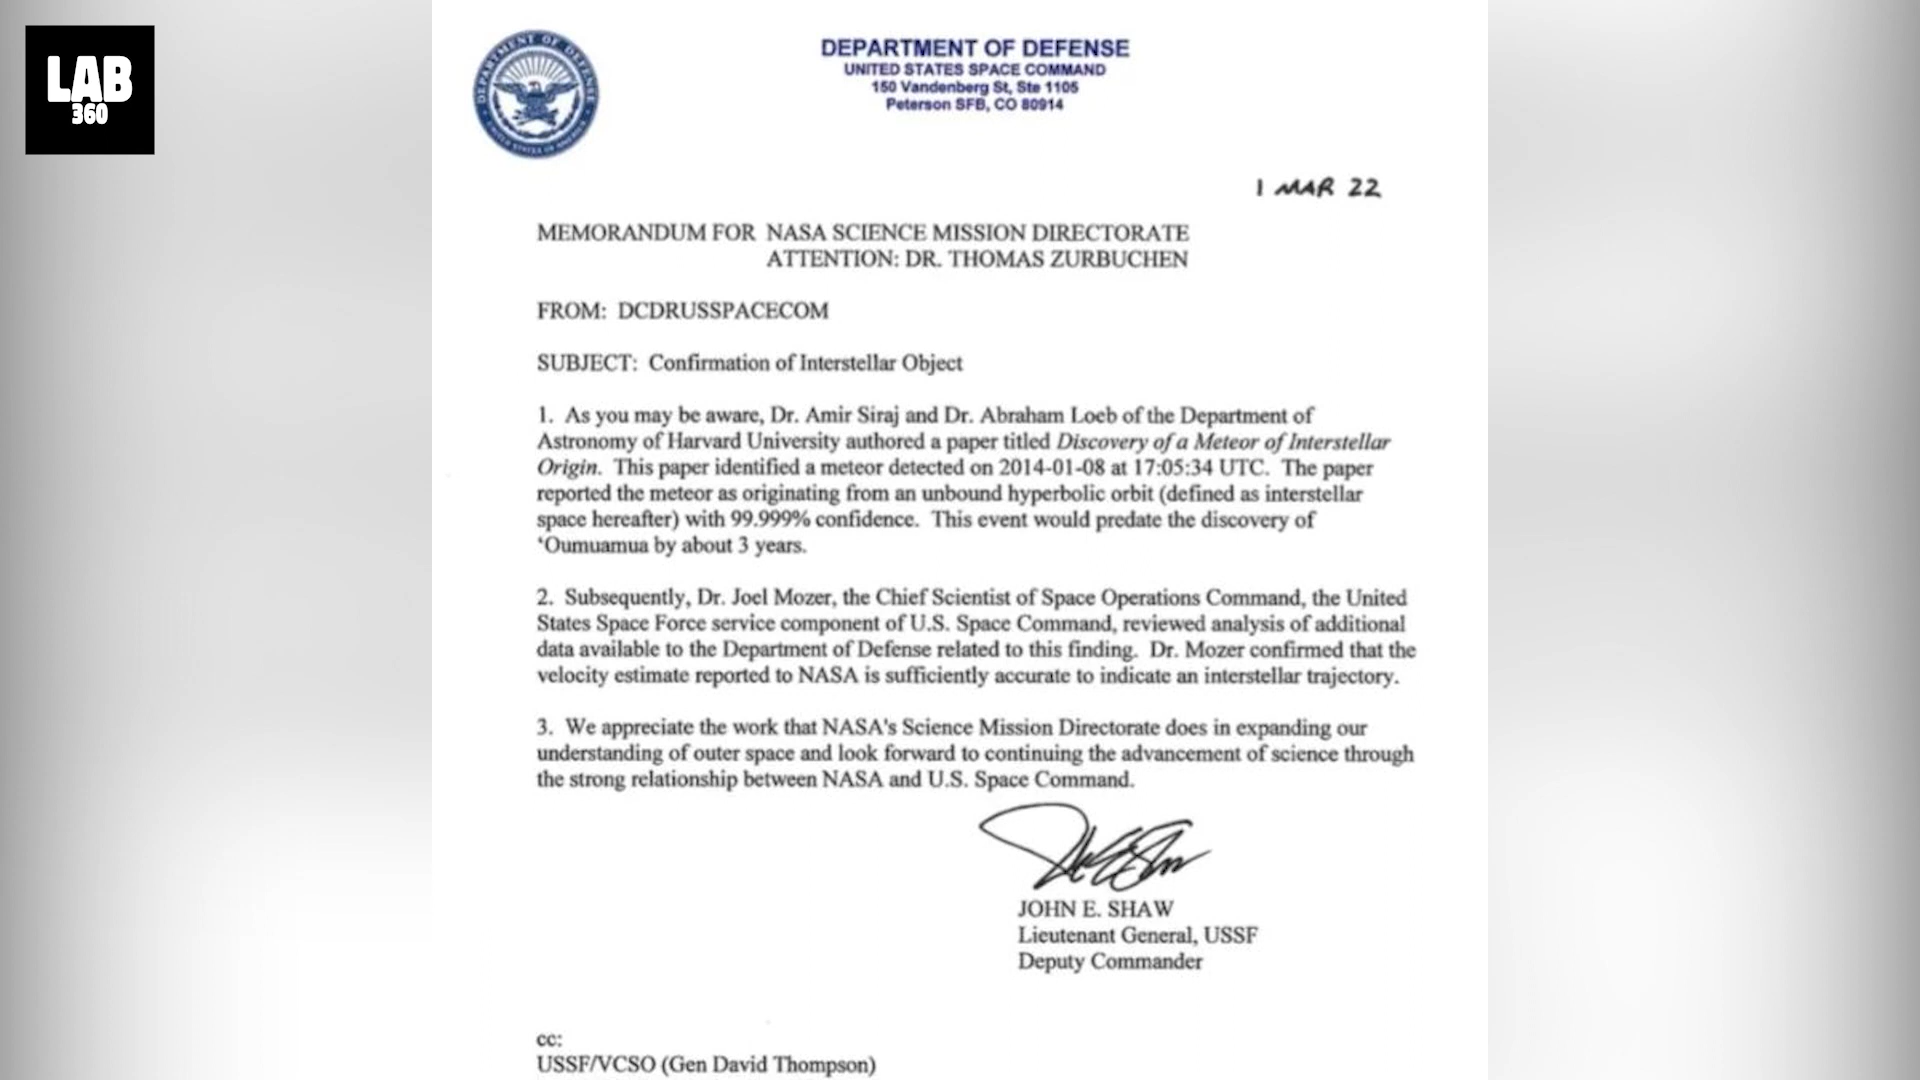 LAB
360
DEPARTMENT OF DEFENSE
UNITED STATES OF AMERICA
DEPARTMENT OF DEFENSE
UNITED STATES SPACE COMMAND
150 Vandenberg St, Ste 1105
Peterson SFB, CO 80914
1 MAR 22
MEMORANDUM FOR NASA SCIENCE MISSION DIRECTORATE
ATTENTION: DR. THOMAS ZURBUCHEN
FROM: DCDRUSSPACECOM
SUBJECT: Confirmation of Interstellar Object
1. As you may be aware, Dr. Amir Siraj and Dr. Abraham Loeb of the Department of
Astronomy of Harvard University authored a paper titled Discovery of a Meteor of Interstellar
Origin. This paper identified a meteor detected on 2014-01-08 at 17:05:34 UTC. The paper
reported the meteor as originating from an unbound hyperbolic orbit (defined as interstellar
space hereafter) with 99.999% confidence. This event would predate the discovery of
‘Oumuamua by about 3 years.
2. Subsequently, Dr. Joel Mozer, the Chief Scientist of Space Operations Command, the United
States Space Force service component of U.S. Space Command, reviewed analysis of additional
data available to the Department of Defense related to this finding. Dr. Mozer confirmed that the
velocity estimate reported to NASA is sufficiently accurate to indicate an interstellar trajectory.
3. We appreciate the work that NASA's Science Mission Directorate does in expanding our
understanding of outer space and look forward to continuing the advancement of science through
the strong relationship between NASA and U.S. Space Command.
JOHN E. SHAW
Lieutenant General, USSF
Deputy Commander
cc:
USSF/VCSO (Gen David Thompson)